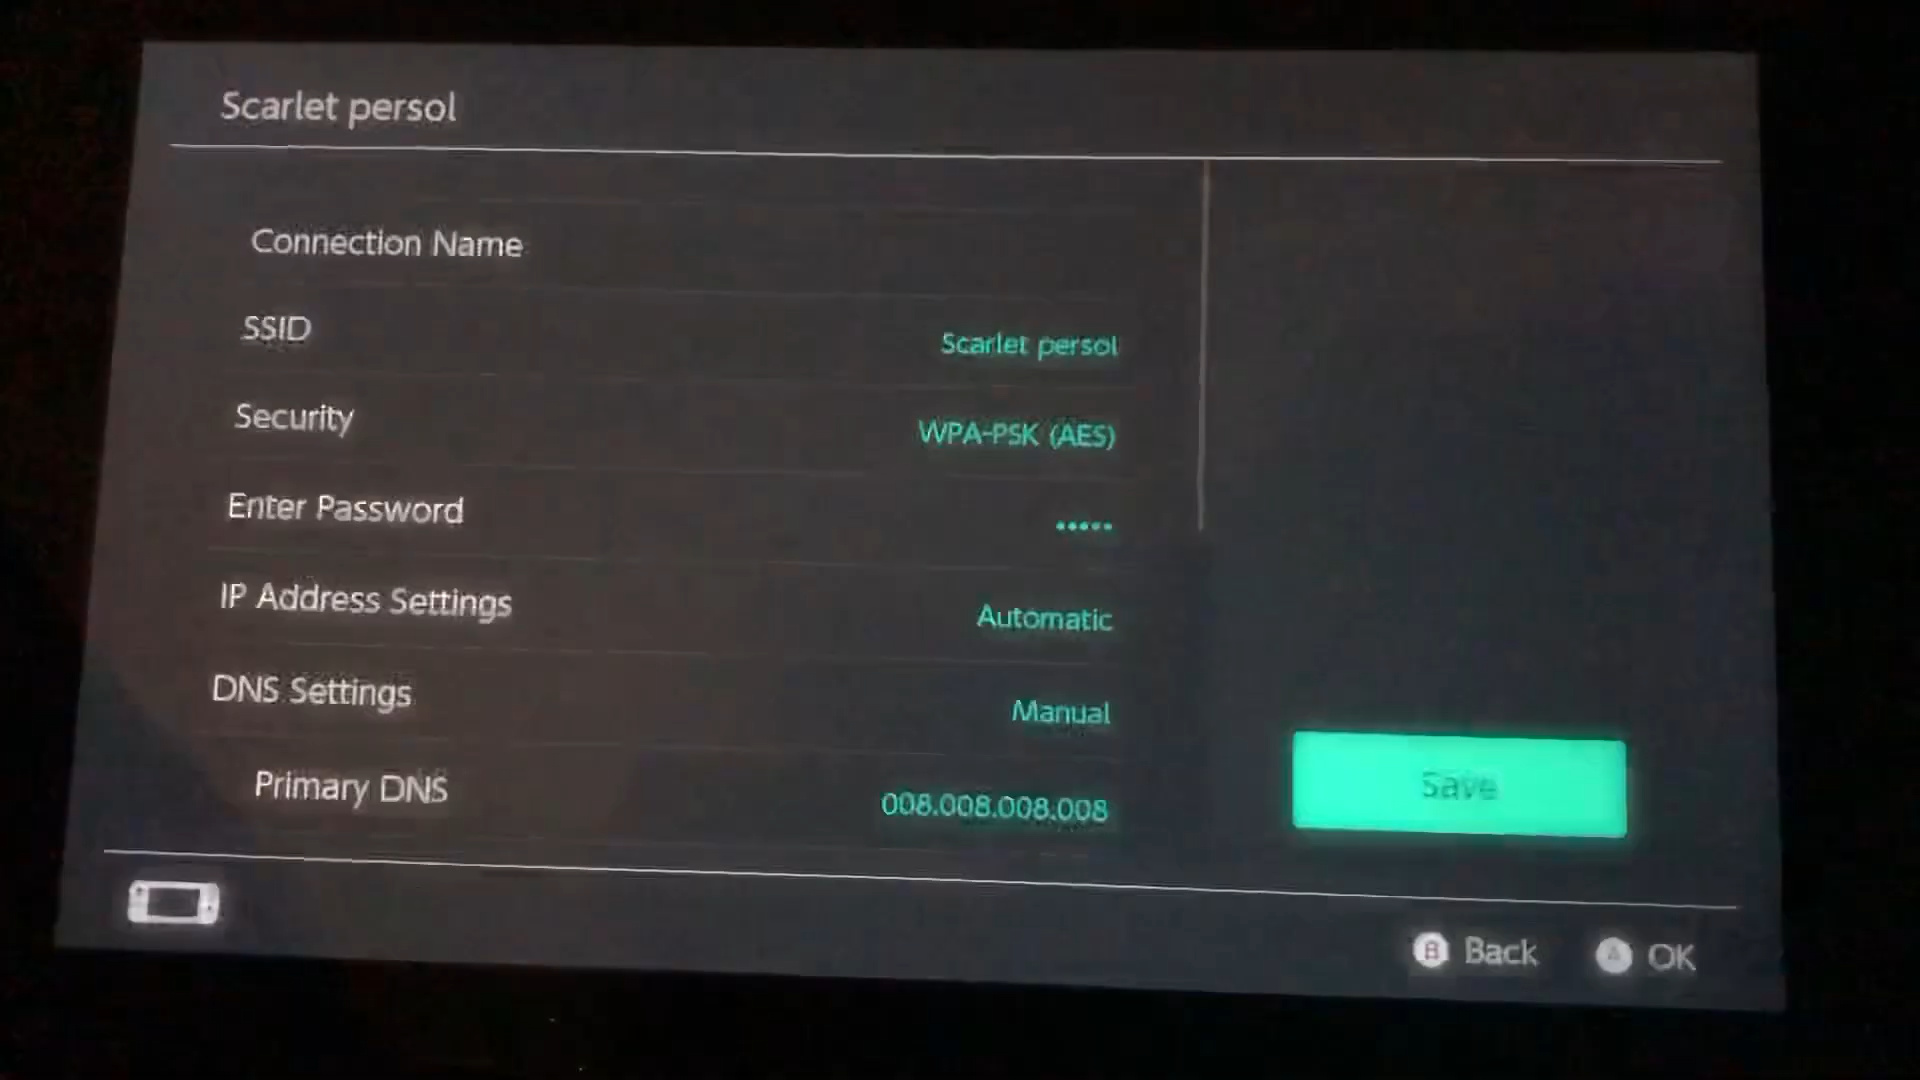 Scarlet persol
Connection Name
SSID Scarlet persol
Security WPA-PSK (AES)
Enter Password •••••
IP Address Settings Automatic
DNS Settings Manual
Primary DNS 008.008.008.008
Save
B Back A OK